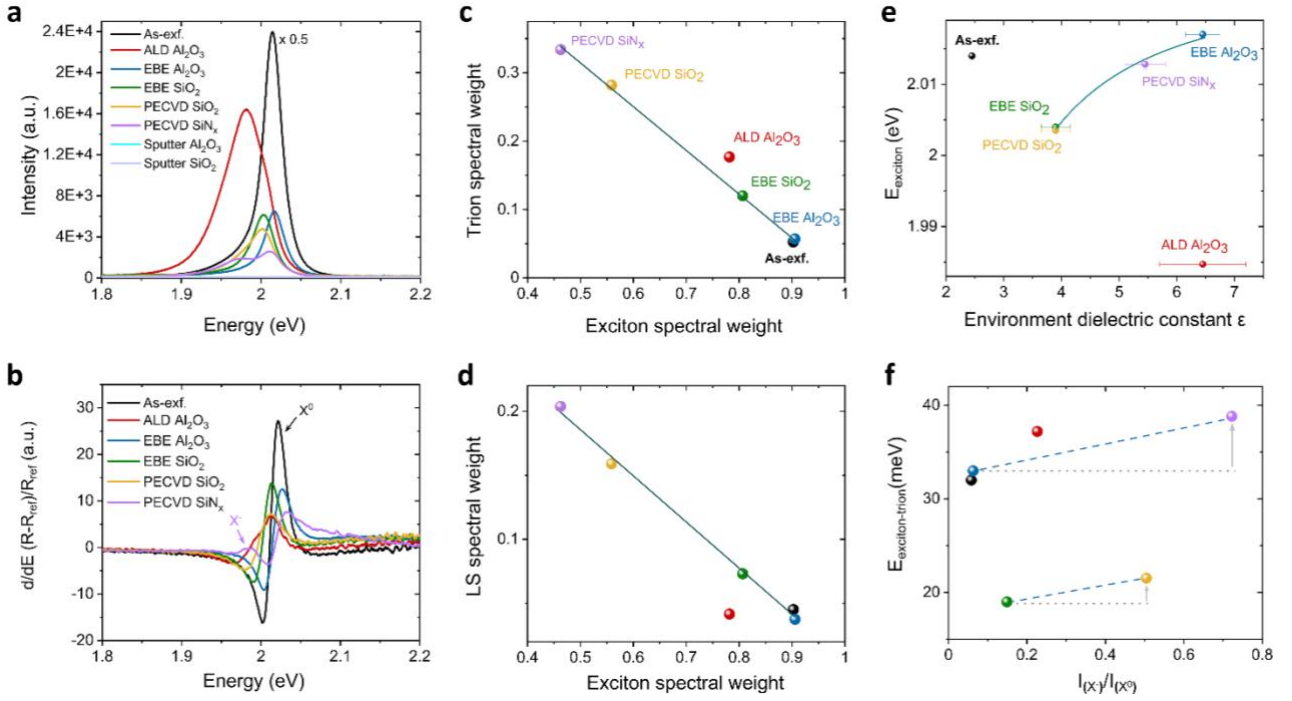 a
2.4E+4
2E+4
1.6E+4
1.2E+4
8E+3
4E+3
0
Intensity (a.u.)
As-exf.
ALD Al₂O₃
EBE Al₂O₃
EBE SiO₂
PECVD SiO₂
PECVD SiNₓ
Sputter Al₂O₃
Sputter SiO₂
x 0.5
1.8 1.9 2 2.1 2.2
Energy (eV)
b
30
20
10
0
-10
-20
d/dE (R-R_ref)/R_ref (a.u.)
As-exf.
ALD Al₂O₃
EBE Al₂O₃
EBE SiO₂
PECVD SiO₂
PECVD SiNₓ
X⁰
X⁻
1.8 1.9 2 2.1 2.2
Energy (eV)
c
0.3
0.2
0.1
0
Trion spectral weight
PECVD SiNₓ
PECVD SiO₂
ALD Al₂O₃
EBE SiO₂
EBE Al₂O₃
As-exf.
0.4 0.5 0.6 0.7 0.8 0.9 1
Exciton spectral weight
d
0.2
0.1
LS spectral weight
0.4 0.5 0.6 0.7 0.8 0.9 1
Exciton spectral weight
e
2.01
2
1.99
E_exciton (eV)
As-exf.
EBE Al₂O₃
PECVD SiNₓ
EBE SiO₂
PECVD SiO₂
ALD Al₂O₃
2 3 4 5 6 7
Environment dielectric constant ε
f
40
30
20
E_exciton-trion(meV)
0 0.2 0.4 0.6 0.8
I(X⁻)/I(X⁰)